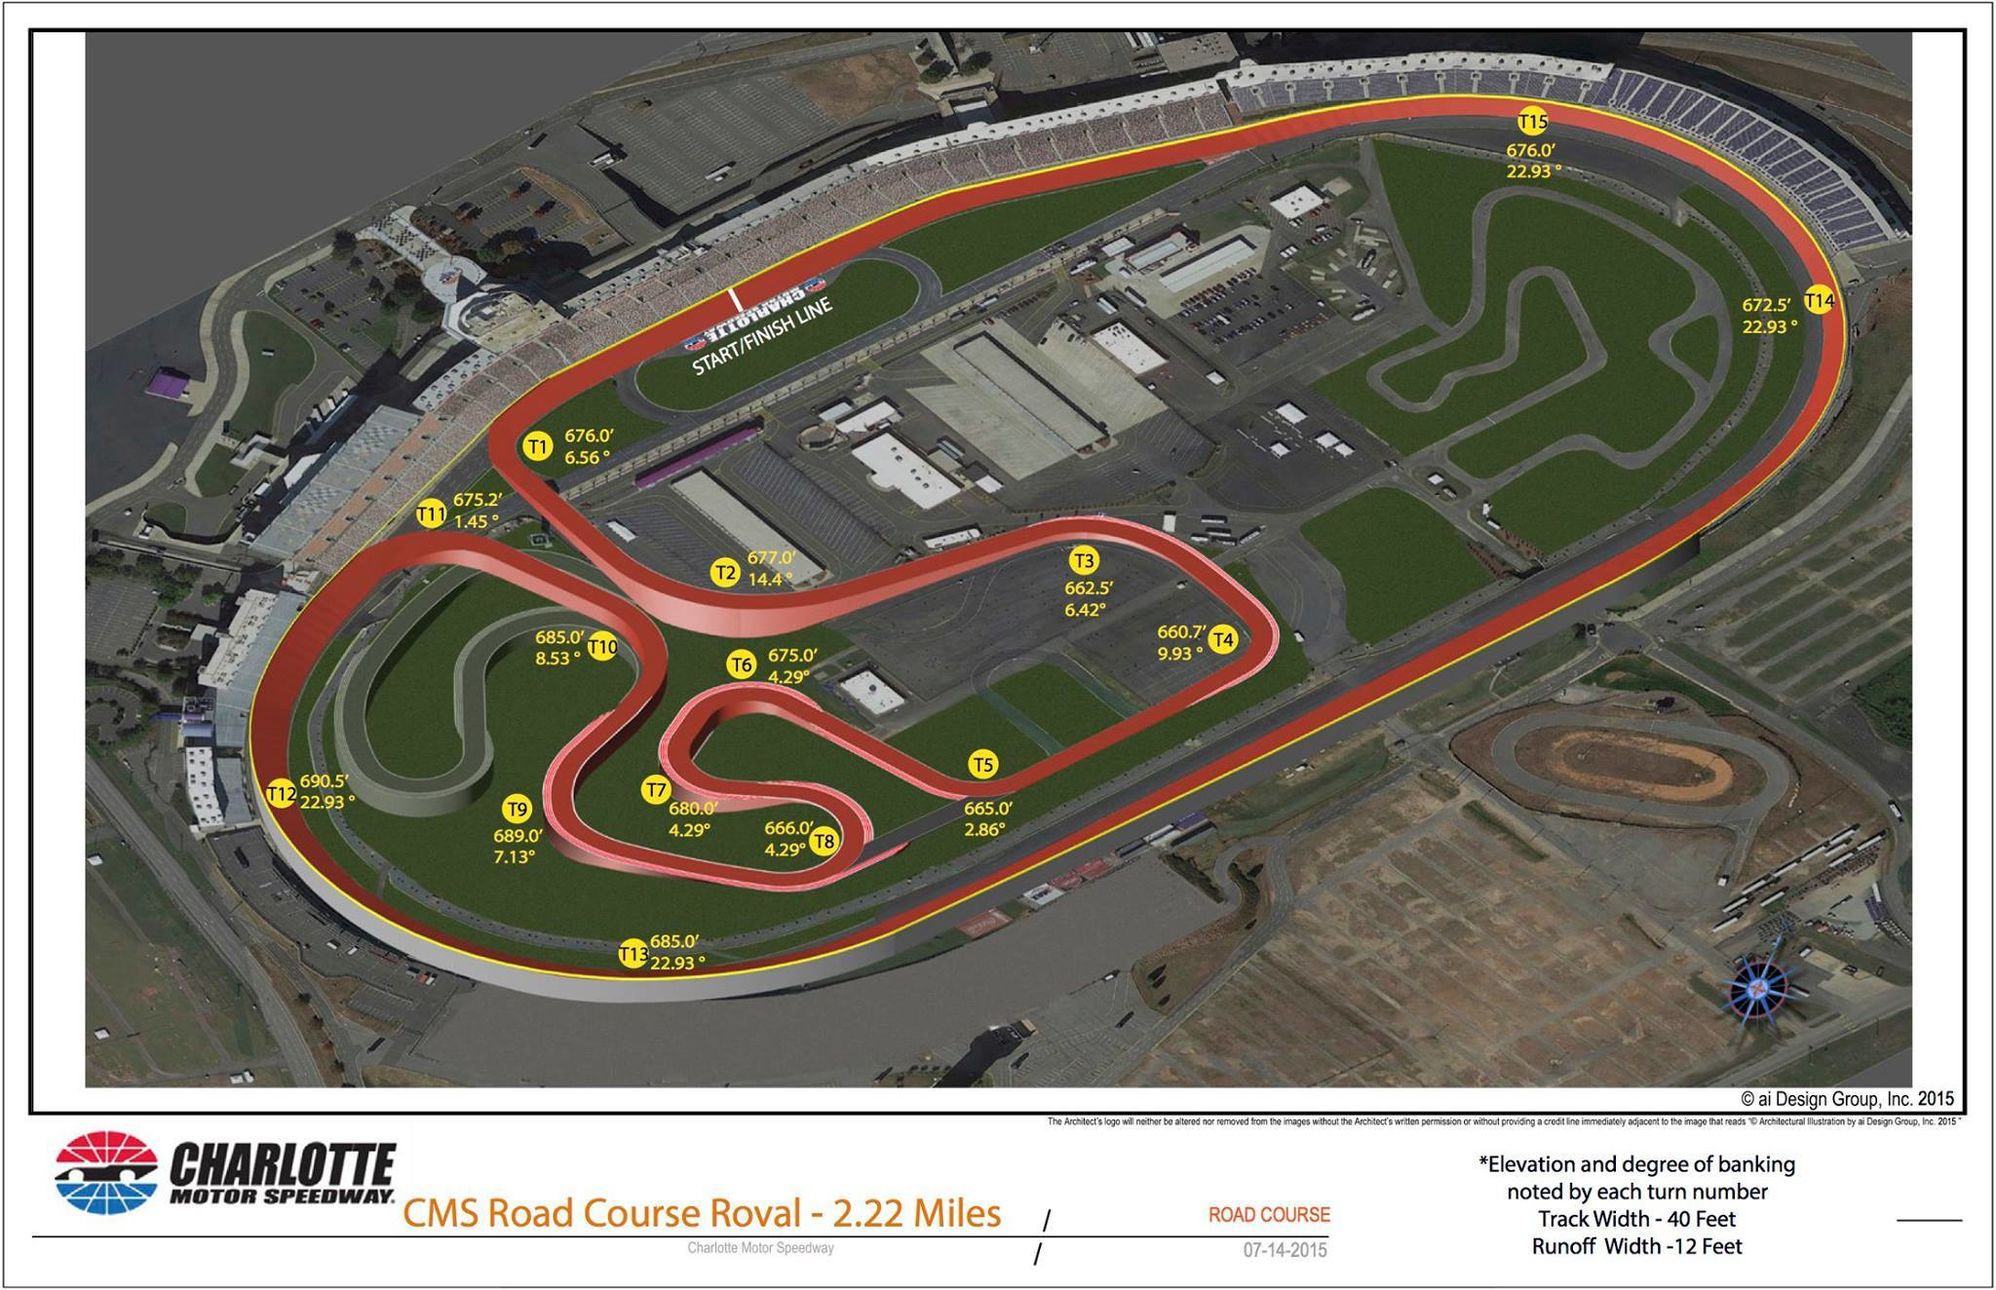 T15
676.0'
22.93 °
T14
672.5'
22.93 °
CHARLOTTE
START/FINISH LINE
T1
676.0'
6.56 °
T11
675.2'
1.45 °
T2
677.0'
14.4 °
T3
662.5'
6.42°
T4
660.7'
9.93 °
T10
685.0'
8.53 °
T6
675.0'
4.29°
T5
665.0'
2.86°
T7
680.0'
4.29°
T8
666.0'
4.29°
T9
689.0'
7.13°
T12
690.5'
22.93 °
T13
685.0'
22.93 °
© ai Design Group, Inc. 2015
The Architect's logo will neither be altered nor removed from the images without the Architect's written permission or without providing a credit line immediately adjacent to the image that reads "© Architectural Illustration by ai Design Group, Inc. 2015 "
CHARLOTTE
MOTOR SPEEDWAY.
CMS Road Course Roval - 2.22 Miles
/
ROAD COURSE
Charlotte Motor Speedway
/
07-14-2015
*Elevation and degree of banking
noted by each turn number
Track Width - 40 Feet
Runoff Width -12 Feet